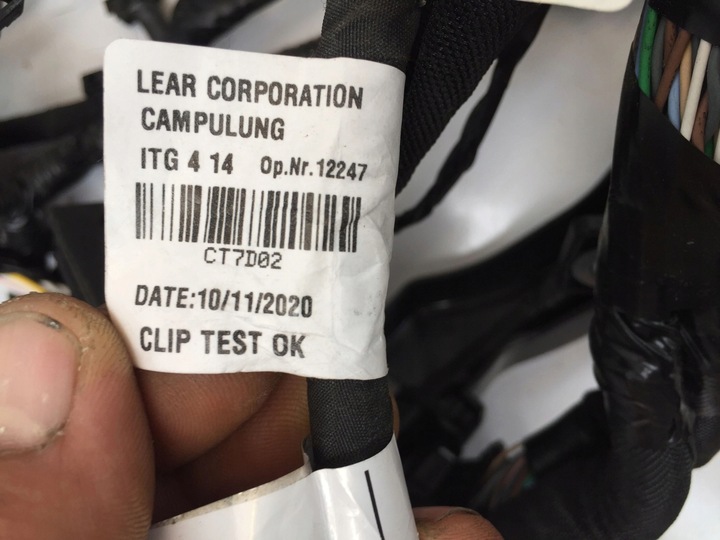 LEAR CORPORATION
CAMPULUNG
ITG 4 14 Op.Nr.12247
CT7D02
DATE:10/11/2020
CLIP TEST OK